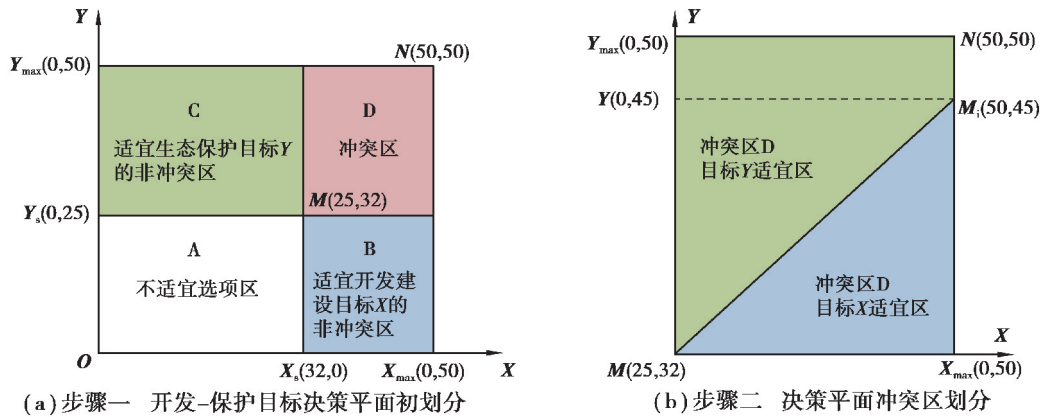 Y
N(50,50)
Ymax(0,50)
C
适宜生态保护目标Y
的非冲突区
D
冲突区
M(25,32)
Ys(0,25)
A
不适宜选项区
B
适宜开发建
设目标X的
非冲突区
O
Xs(32,0)
Xmax(0,50)
X
(a)步骤一 开发-保护目标决策平面初划分
Y
Ymax(0,50)
N(50,50)
Y(0,45)
Mi(50,45)
冲突区D
目标Y适宜区
冲突区D
目标X适宜区
X
M(25,32)
Xmax(0,50)
(b)步骤二 决策平面冲突区划分